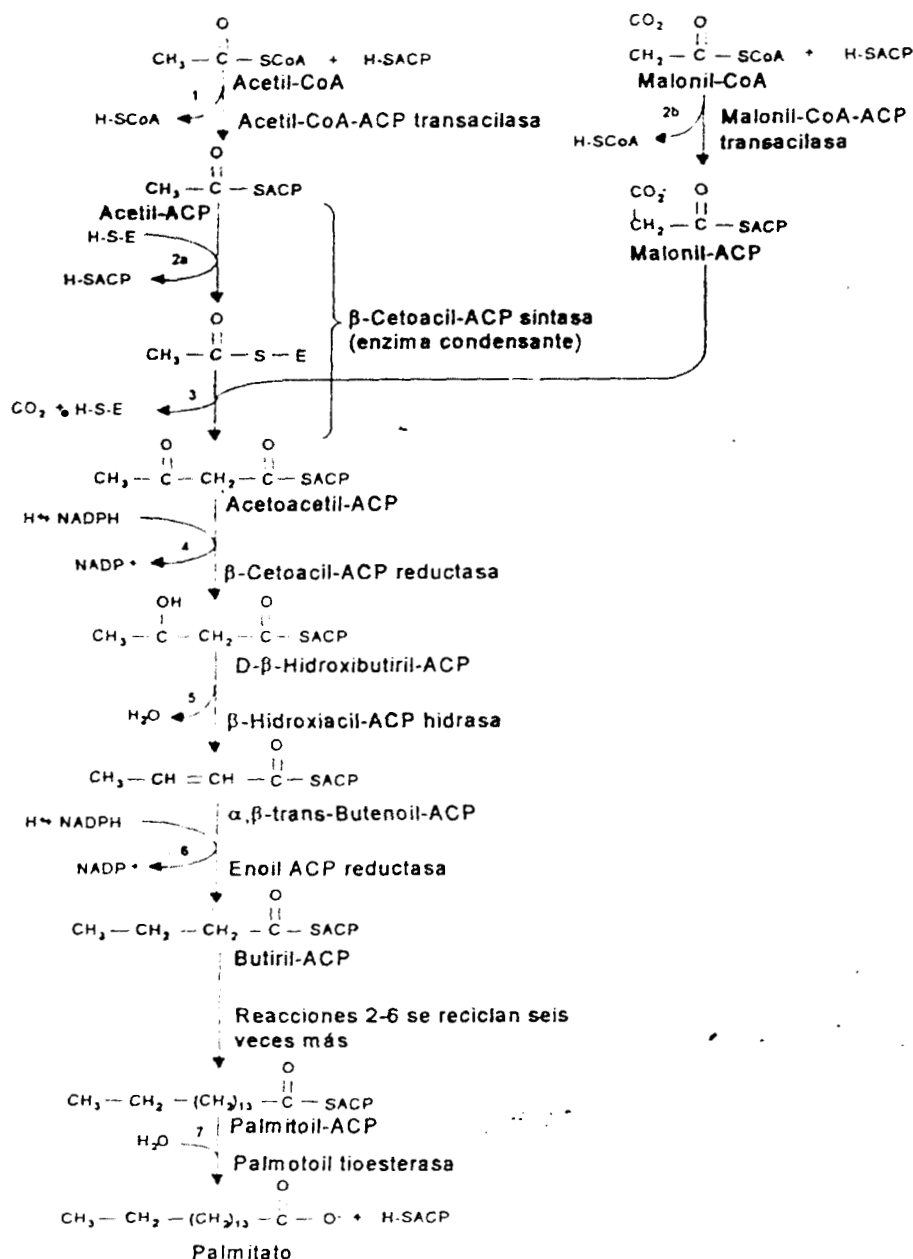 O
CH₃ — C — SCoA + H-SACP
Acetil-CoA
1
H-SCoA
Acetil-CoA-ACP transacilasa
CO₂ O
CH₂ — C — SCoA + H-SACP
Malonil-CoA
2b
H-SCoA
Malonil-CoA-ACP
transacilasa
O
CH₃ — C — SACP
Acetil-ACP
H-S-E
2a
H-SACP
CO₂⁻ O
CH₂ — C — SACP
Malonil-ACP
β-Cetoacil-ACP sintasa
(enzima condensante)
O
CH₃ — C — S — E
3
CO₂ + H-S-E
O O
CH₃ — C — CH₂ — C — SACP
Acetoacetil-ACP
H+ NADPH
4
NADP +
β-Cetoacil-ACP reductasa
OH O
CH₃ — C — CH₂ — C — SACP
D-β-Hidroxibutiril-ACP
5
H₂O
β-Hidroxiacil-ACP hidrasa
O
CH₃ — CH = CH — C — SACP
α,β-trans-Butenoil-ACP
H+ NADPH
6
NADP +
Enoil ACP reductasa
O
CH₃ — CH₂ — CH₂ — C — SACP
Butiril-ACP
Reacciones 2-6 se reciclan seis
veces más
O
CH₃ — CH₂ — (CH₂)₁₃ — C — SACP
Palmitoil-ACP
7
H₂O
Palmotoil tioesterasa
O
CH₃ — CH₂ — (CH₂)₁₃ — C — O⁻ + H-SACP
Palmitato